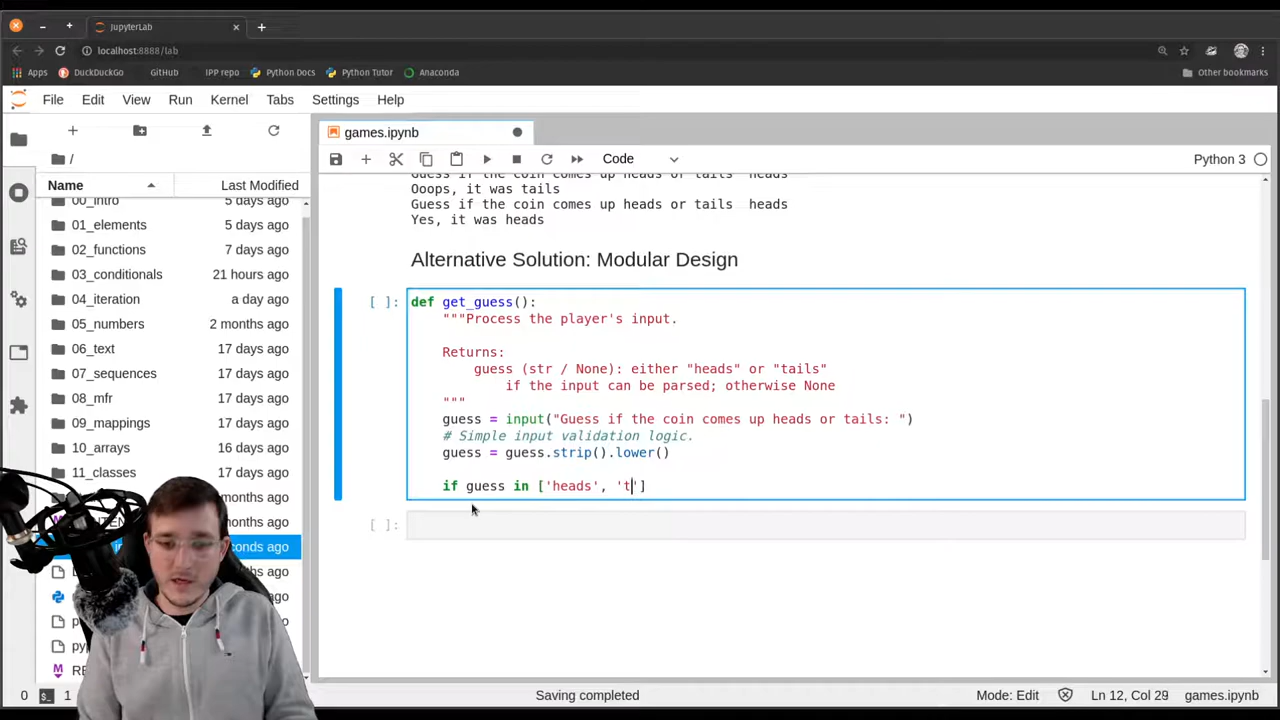 JupyterLab
localhost:8888/lab
Apps DuckDuckGo GitHub IPP repo Python Docs Python Tutor Anaconda Other bookmarks
File Edit View Run Kernel Tabs Settings Help
games.ipynb
/
Code
Python 3
Name Last Modified
00_intro 5 days ago
01_elements 5 days ago
02_functions 7 days ago
03_conditionals 21 hours ago
04_iteration a day ago
05_numbers 2 months ago
06_text 17 days ago
07_sequences 17 days ago
08_mfr 17 days ago
09_mappings 17 days ago
10_arrays 16 days ago
11_classes 17 days ago
months ago
days ago
conds ago
hs ago
hs ago
ago
ago
ago
Guess if the coin comes up heads or tails  heads
Ooops, it was tails
Guess if the coin comes up heads or tails  heads
Yes, it was heads
Alternative Solution: Modular Design
[ ]: def get_guess():
"""Process the player's input.
Returns:
guess (str / None): either "heads" or "tails"
if the input can be parsed; otherwise None
"""
guess = input("Guess if the coin comes up heads or tails: ")
# Simple input validation logic.
guess = guess.strip().lower()
if guess in ['heads', 't']
[ ]:
0 1 Saving completed Mode: Edit Ln 12, Col 29 games.ipynb